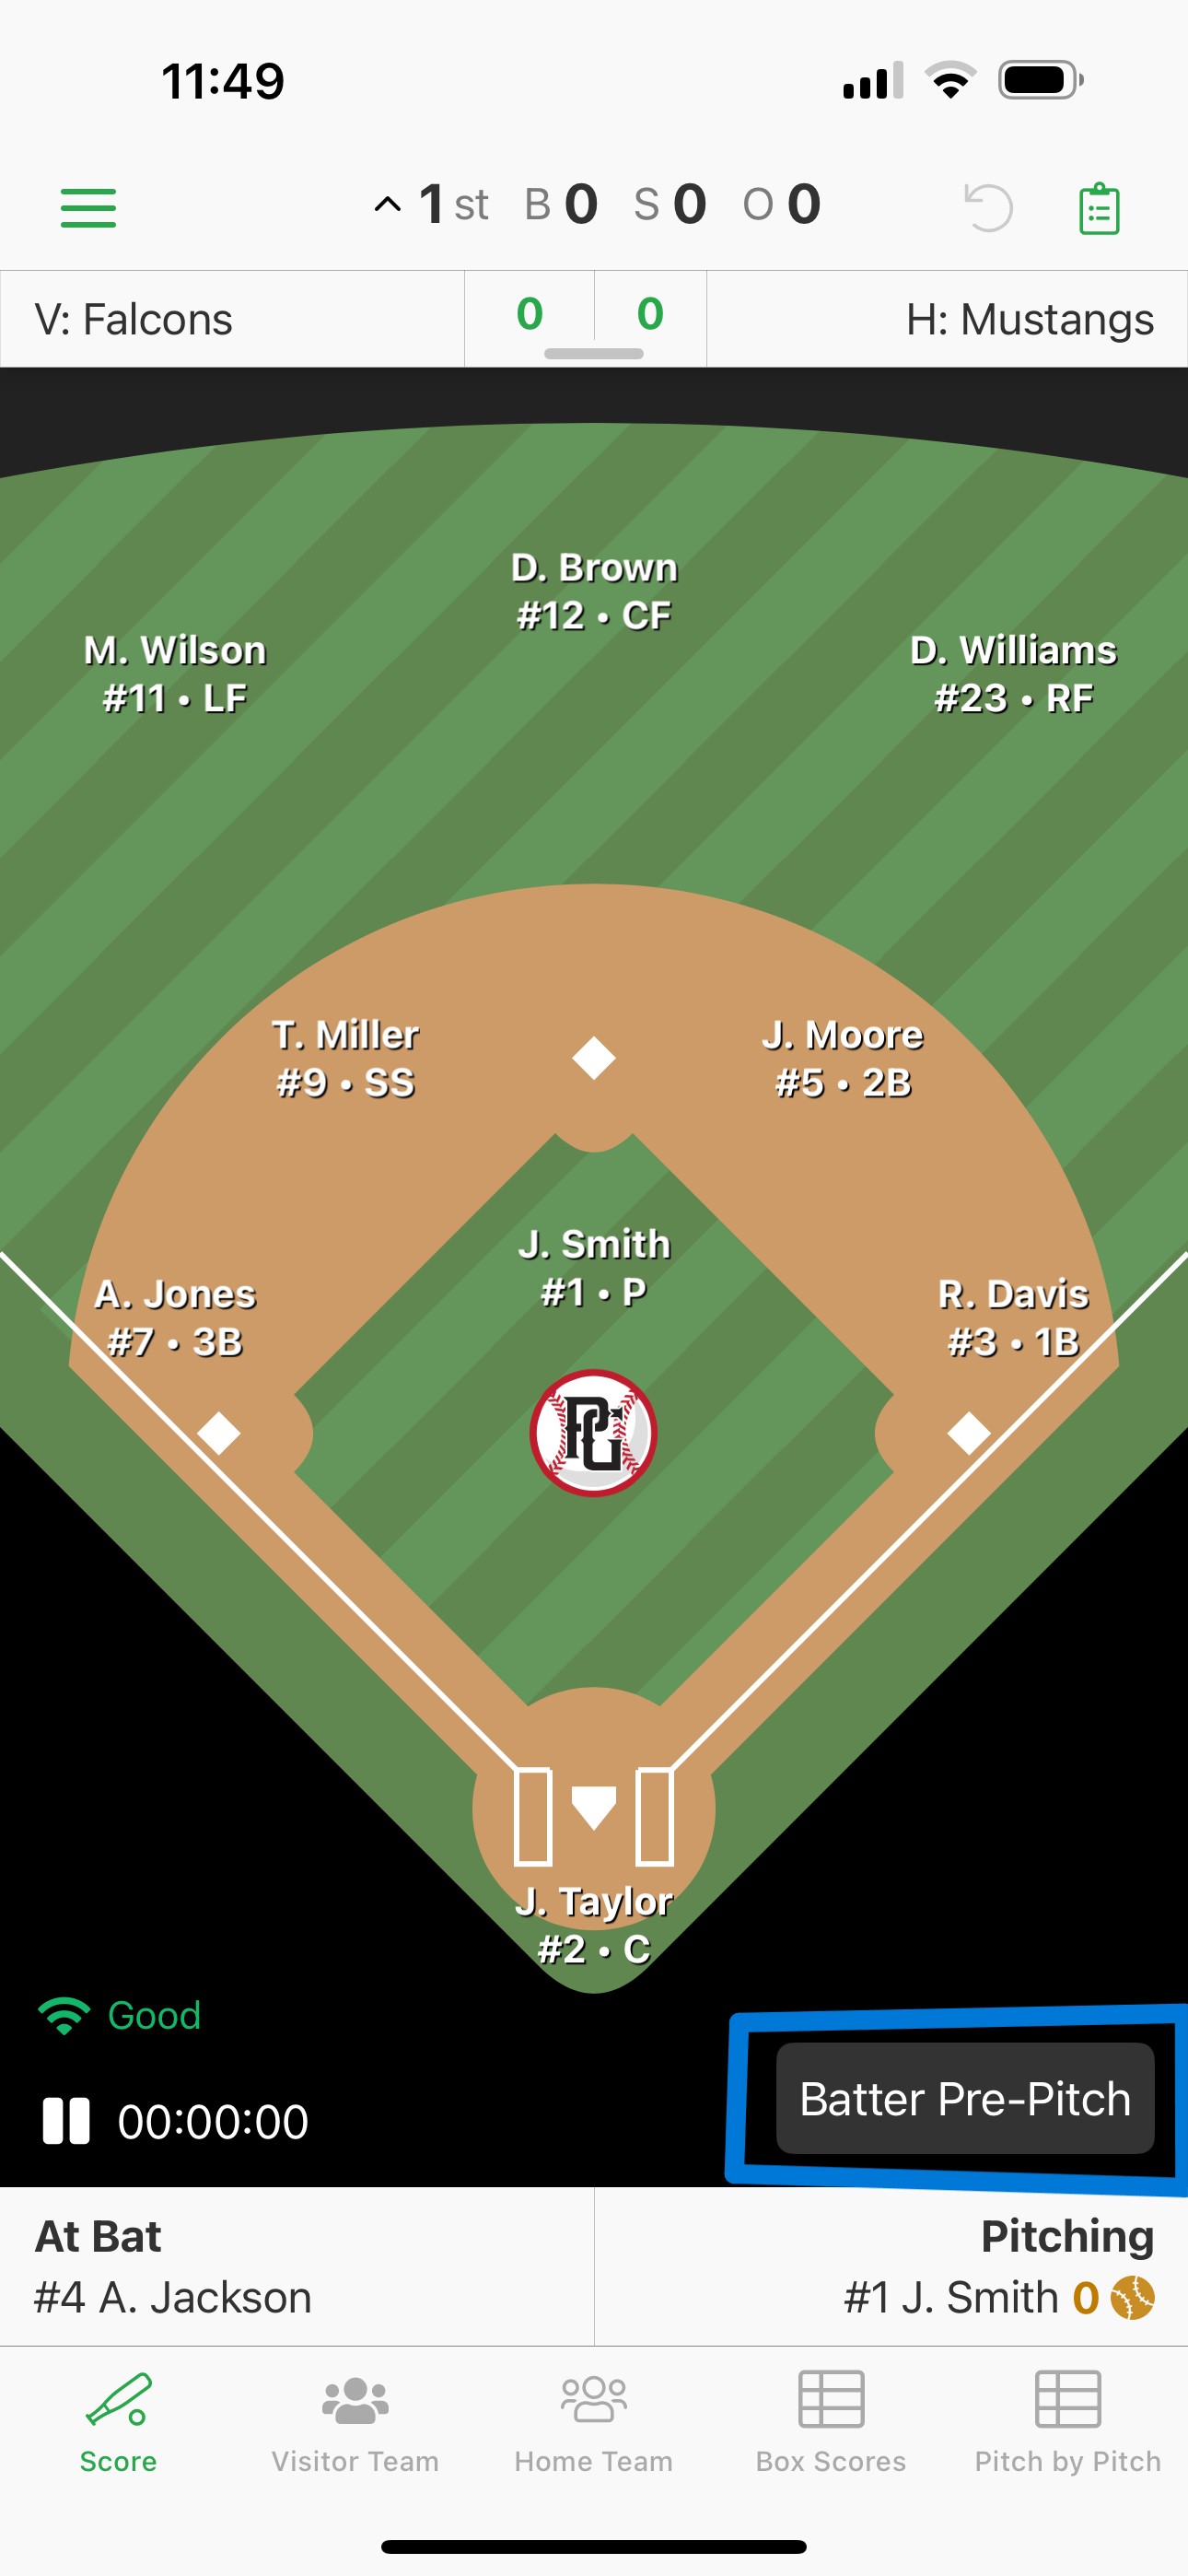 11:49
1st B 0 S 0 O 0
V: Falcons 0 0 H: Mustangs
D. Brown
#12 • CF
M. Wilson
#11 • LF
D. Williams
#23 • RF
T. Miller
#9 • SS
J. Moore
#5 • 2B
J. Smith
#1 • P
A. Jones
#7 • 3B
R. Davis
#3 • 1B
PG
J. Taylor
#2 • C
Good
Batter Pre-Pitch
00:00:00
At Bat
#4 A. Jackson
Pitching
#1 J. Smith 0
Score
Visitor Team
Home Team
Box Scores
Pitch by Pitch